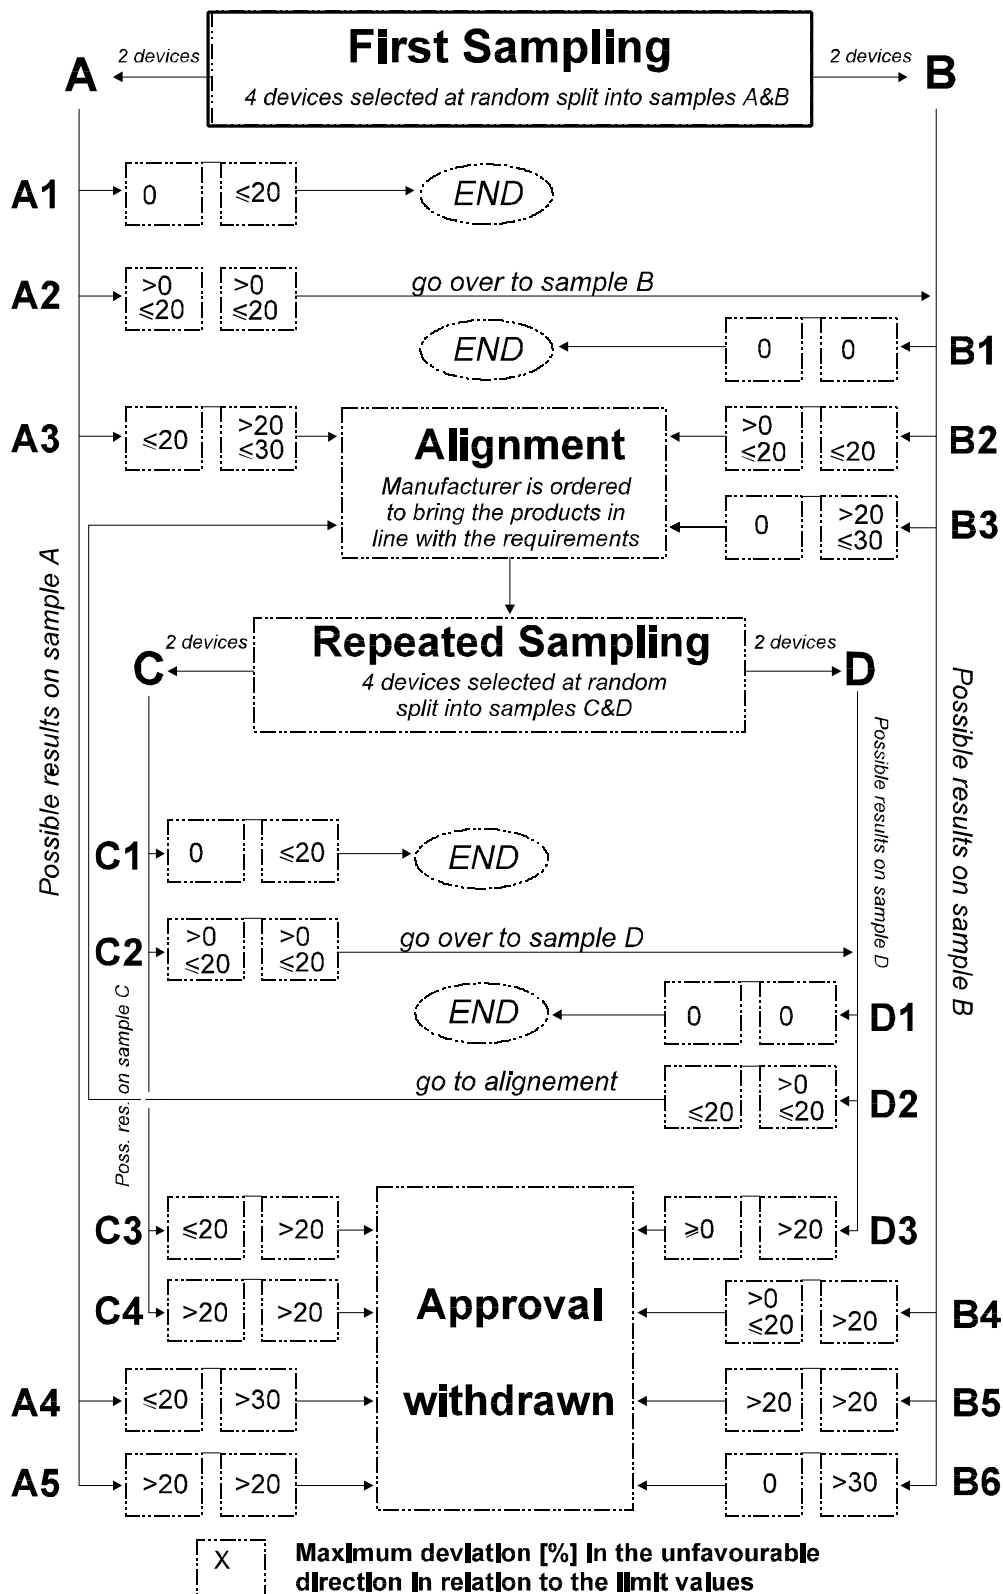 First Sampling
4 devices selected at random split into samples A&B
A
2 devices
2 devices
B
A1
0
≤20
END
A2
>0
≤20
>0
≤20
go over to sample B
END
0
0
B1
A3
≤20
>20
≤30
Alignment
Manufacturer is ordered
to bring the products in
line with the requirements
>0
≤20
≤20
B2
0
>20
≤30
B3
Possible results on sample A
Possible results on sample B
C
2 devices
Repeated Sampling
4 devices selected at random
split into samples C&D
2 devices
D
Possible results on sample D
C1
0
≤20
END
C2
>0
≤20
>0
≤20
go over to sample D
Poss. res. on sample C
END
0
0
D1
go to alignement
≤20
>0
≤20
D2
C3
≤20
>20
Approval
withdrawn
≥0
>20
D3
C4
>20
>20
>0
≤20
>20
B4
A4
≤20
>30
>20
>20
B5
A5
>20
>20
0
>30
B6
X
Maximum deviation [%] in the unfavourable
direction in relation to the limit values